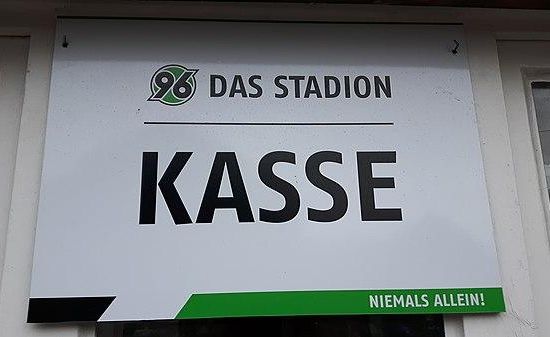 96 DAS STADION
KASSE
NIEMALS ALLEIN!